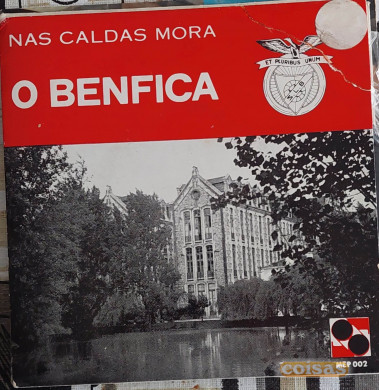 NAS CALDAS MORA
O BENFICA
ET PLURIBUS UNUM
MEP 002
coisas